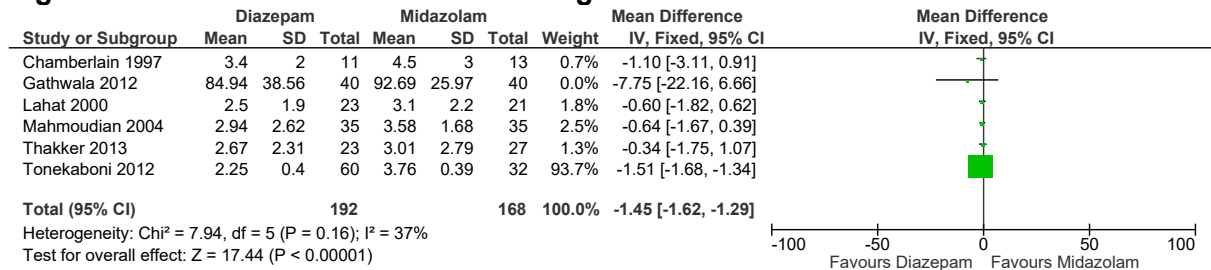 Diazepam Midazolam Mean Difference Mean Difference
Study or Subgroup Mean SD Total Mean SD Total Weight IV, Fixed, 95% CI IV, Fixed, 95% CI
Chamberlain 1997 3.4 2 11 4.5 3 13 0.7% -1.10 [-3.11, 0.91]
Gathwala 2012 84.94 38.56 40 92.69 25.97 40 0.0% -7.75 [-22.16, 6.66]
Lahat 2000 2.5 1.9 23 3.1 2.2 21 1.8% -0.60 [-1.82, 0.62]
Mahmoudian 2004 2.94 2.62 35 3.58 1.68 35 2.5% -0.64 [-1.67, 0.39]
Thakker 2013 2.67 2.31 23 3.01 2.79 27 1.3% -0.34 [-1.75, 1.07]
Tonekaboni 2012 2.25 0.4 60 3.76 0.39 32 93.7% -1.51 [-1.68, -1.34]
Total (95% CI) 192 168 100.0% -1.45 [-1.62, -1.29]
Heterogeneity: Chi² = 7.94, df = 5 (P = 0.16); I² = 37%
Test for overall effect: Z = 17.44 (P < 0.00001)
-100 -50 0 50 100
Favours Diazepam Favours Midazolam